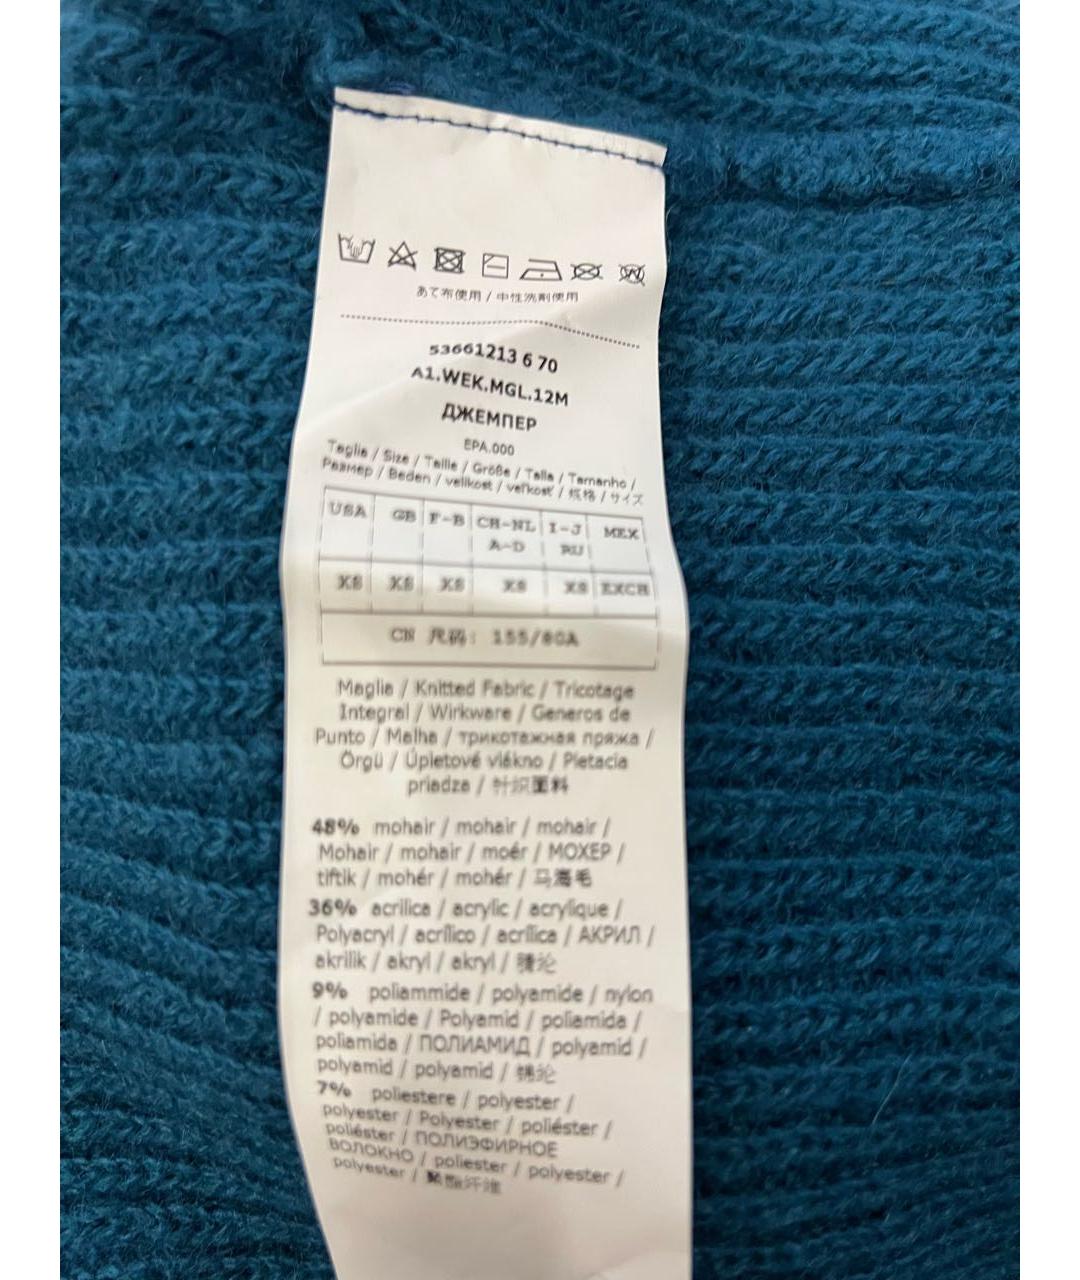 あて布使用 / 中性洗剤使用
53661213 6 70
A1.WEK.MGL.12M
ДЖЕМПЕР
EPA.000
Taglia / Size / Taille / Größe / Talla / Tamanho /
Размер / Beden / velikost / veľkosť / 规格 / サイズ
USA GB F-B CH-NL I-J MEX
A-D RU
XS XS XS XS XS EXCH
CN 尺码: 155/80A
Maglia / Knitted Fabric / Tricotage
Integral / Wirkware / Generos de
Punto / Malha / трикотажная пряжа /
Örgü / Úpletové vlákno / Pletacia
priadza / 针织面料
48% mohair / mohair / mohair /
Mohair / mohair / moér / МОХЕР /
tiftik / mohér / mohér / 马海毛
36% acrilica / acrylic / acrylique /
Polyacryl / acrílico / acrílica / АКРИЛ /
akrilik / akryl / akryl / 腈纶
9% poliammide / polyamide / nylon
/ polyamide / Polyamid / poliamida /
poliamida / ПОЛИАМИД / polyamid /
polyamid / polyamid / 锦纶
7% poliestere / polyester /
polyester / Polyester / poliéster /
poliéster / ПОЛИЭФИРНОЕ
ВОЛОКНО / poliester / polyester /
polyester / 聚酯纤维